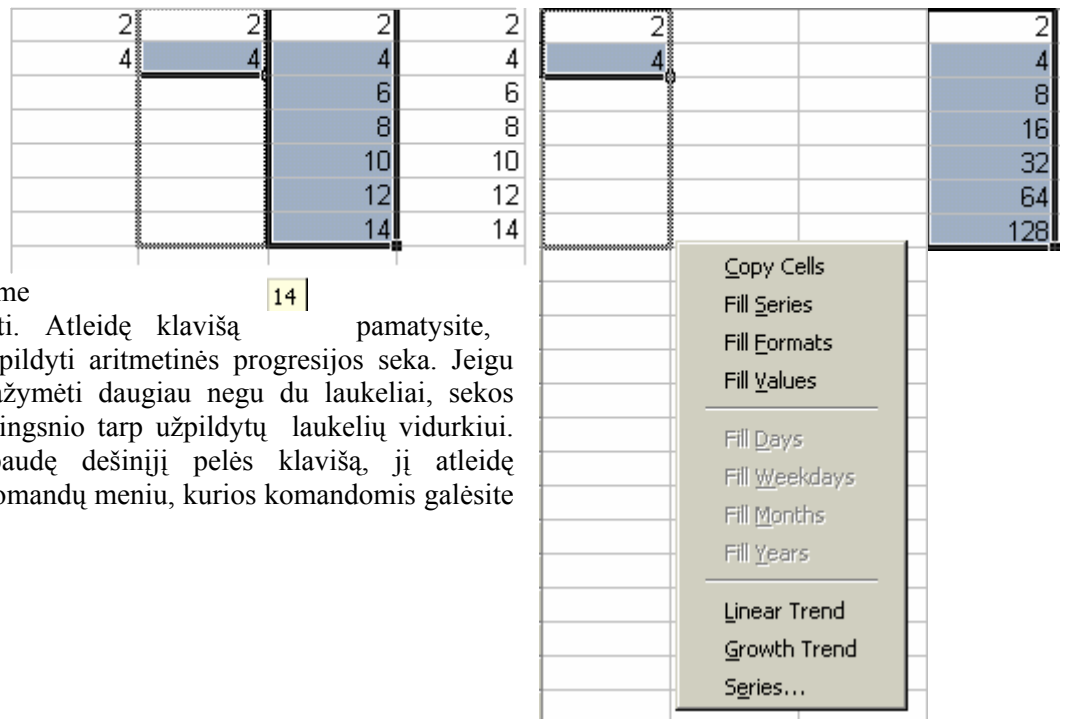 2 2 2 2
4 4 4 4
6 6
8 8
10 10
12 12
14 14
14
me
ti. Atleidę klavišą pamatysite,
pildyti aritmetinės progresijos seka. Jeigu
žymėti daugiau negu du laukeliai, sekos
ingsnio tarp užpildytų laukelių vidurkiui.
paudę dešinįjį pelės klavišą, jį atleidę
omandų meniu, kurios komandomis galėsite
2 2
4 4
8
16
32
64
128
Copy Cells
Fill Series
Fill Formats
Fill Values
Fill Days
Fill Weekdays
Fill Months
Fill Years
Linear Trend
Growth Trend
Series...